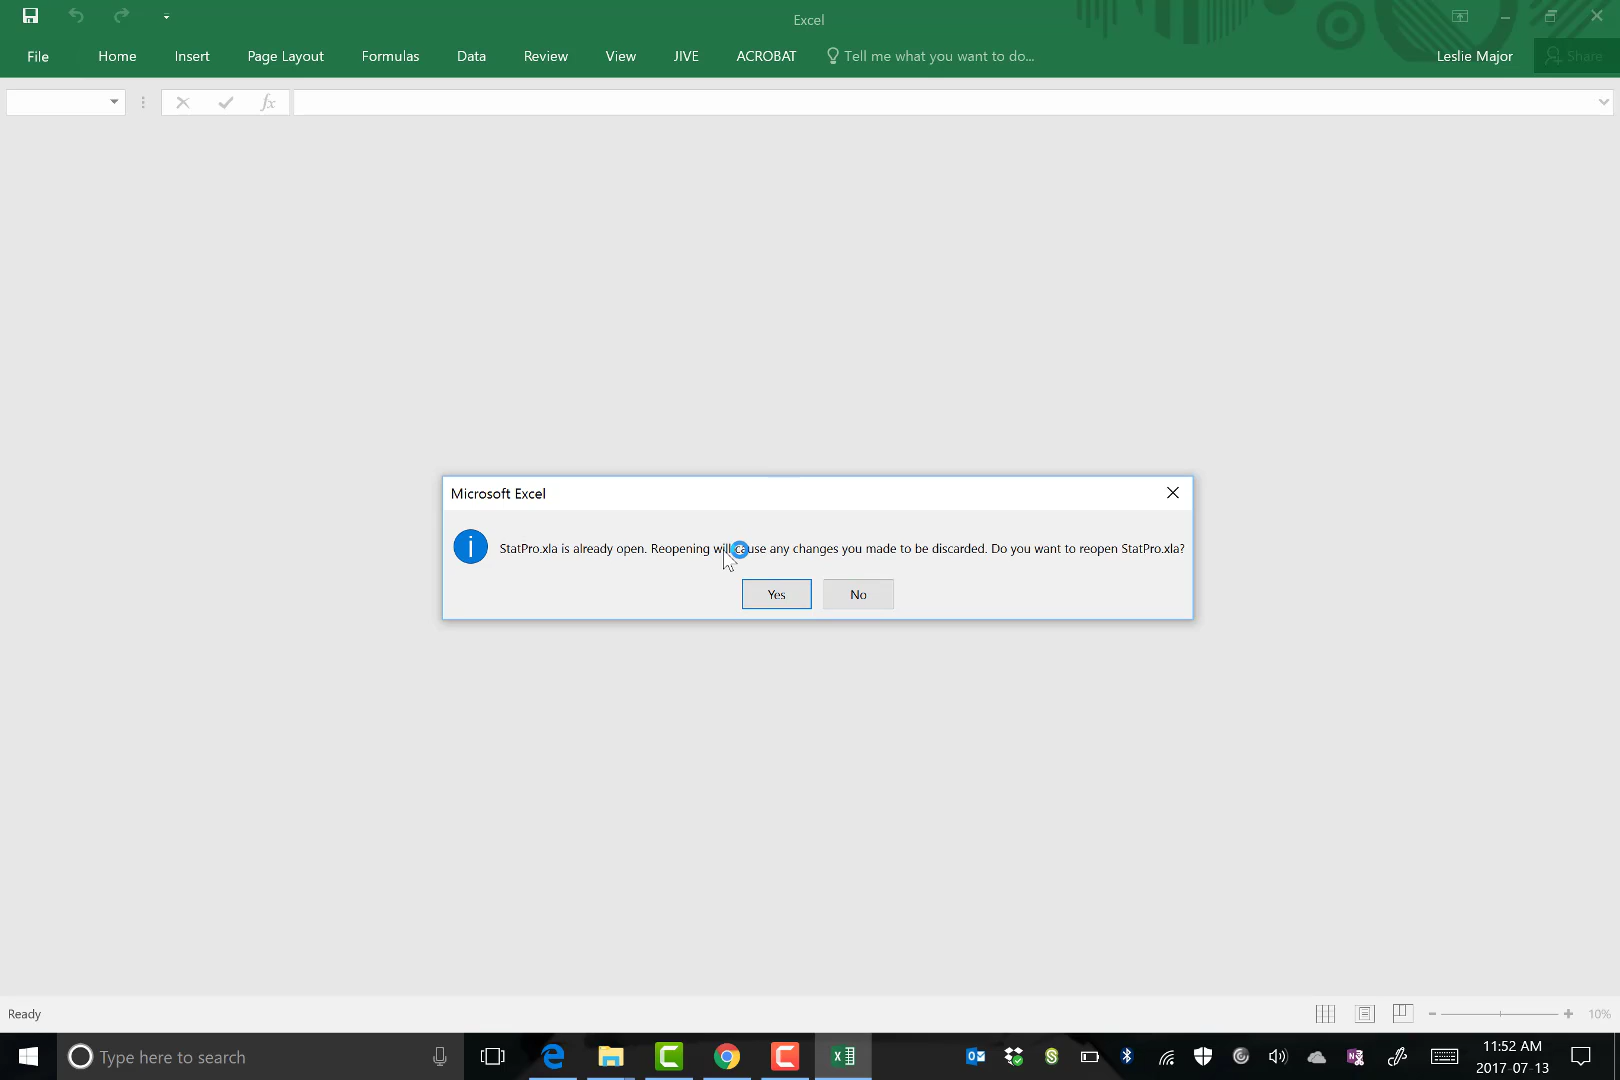 Excel
File Home Insert Page Layout Formulas Data Review View JIVE ACROBAT Tell me what you want to do... Leslie Major Share
fx
Microsoft Excel
StatPro.xla is already open. Reopening will cause any changes you made to be discarded. Do you want to reopen StatPro.xla?
Yes No
Ready 10%
Type here to search 11:52 AM
2017-07-13